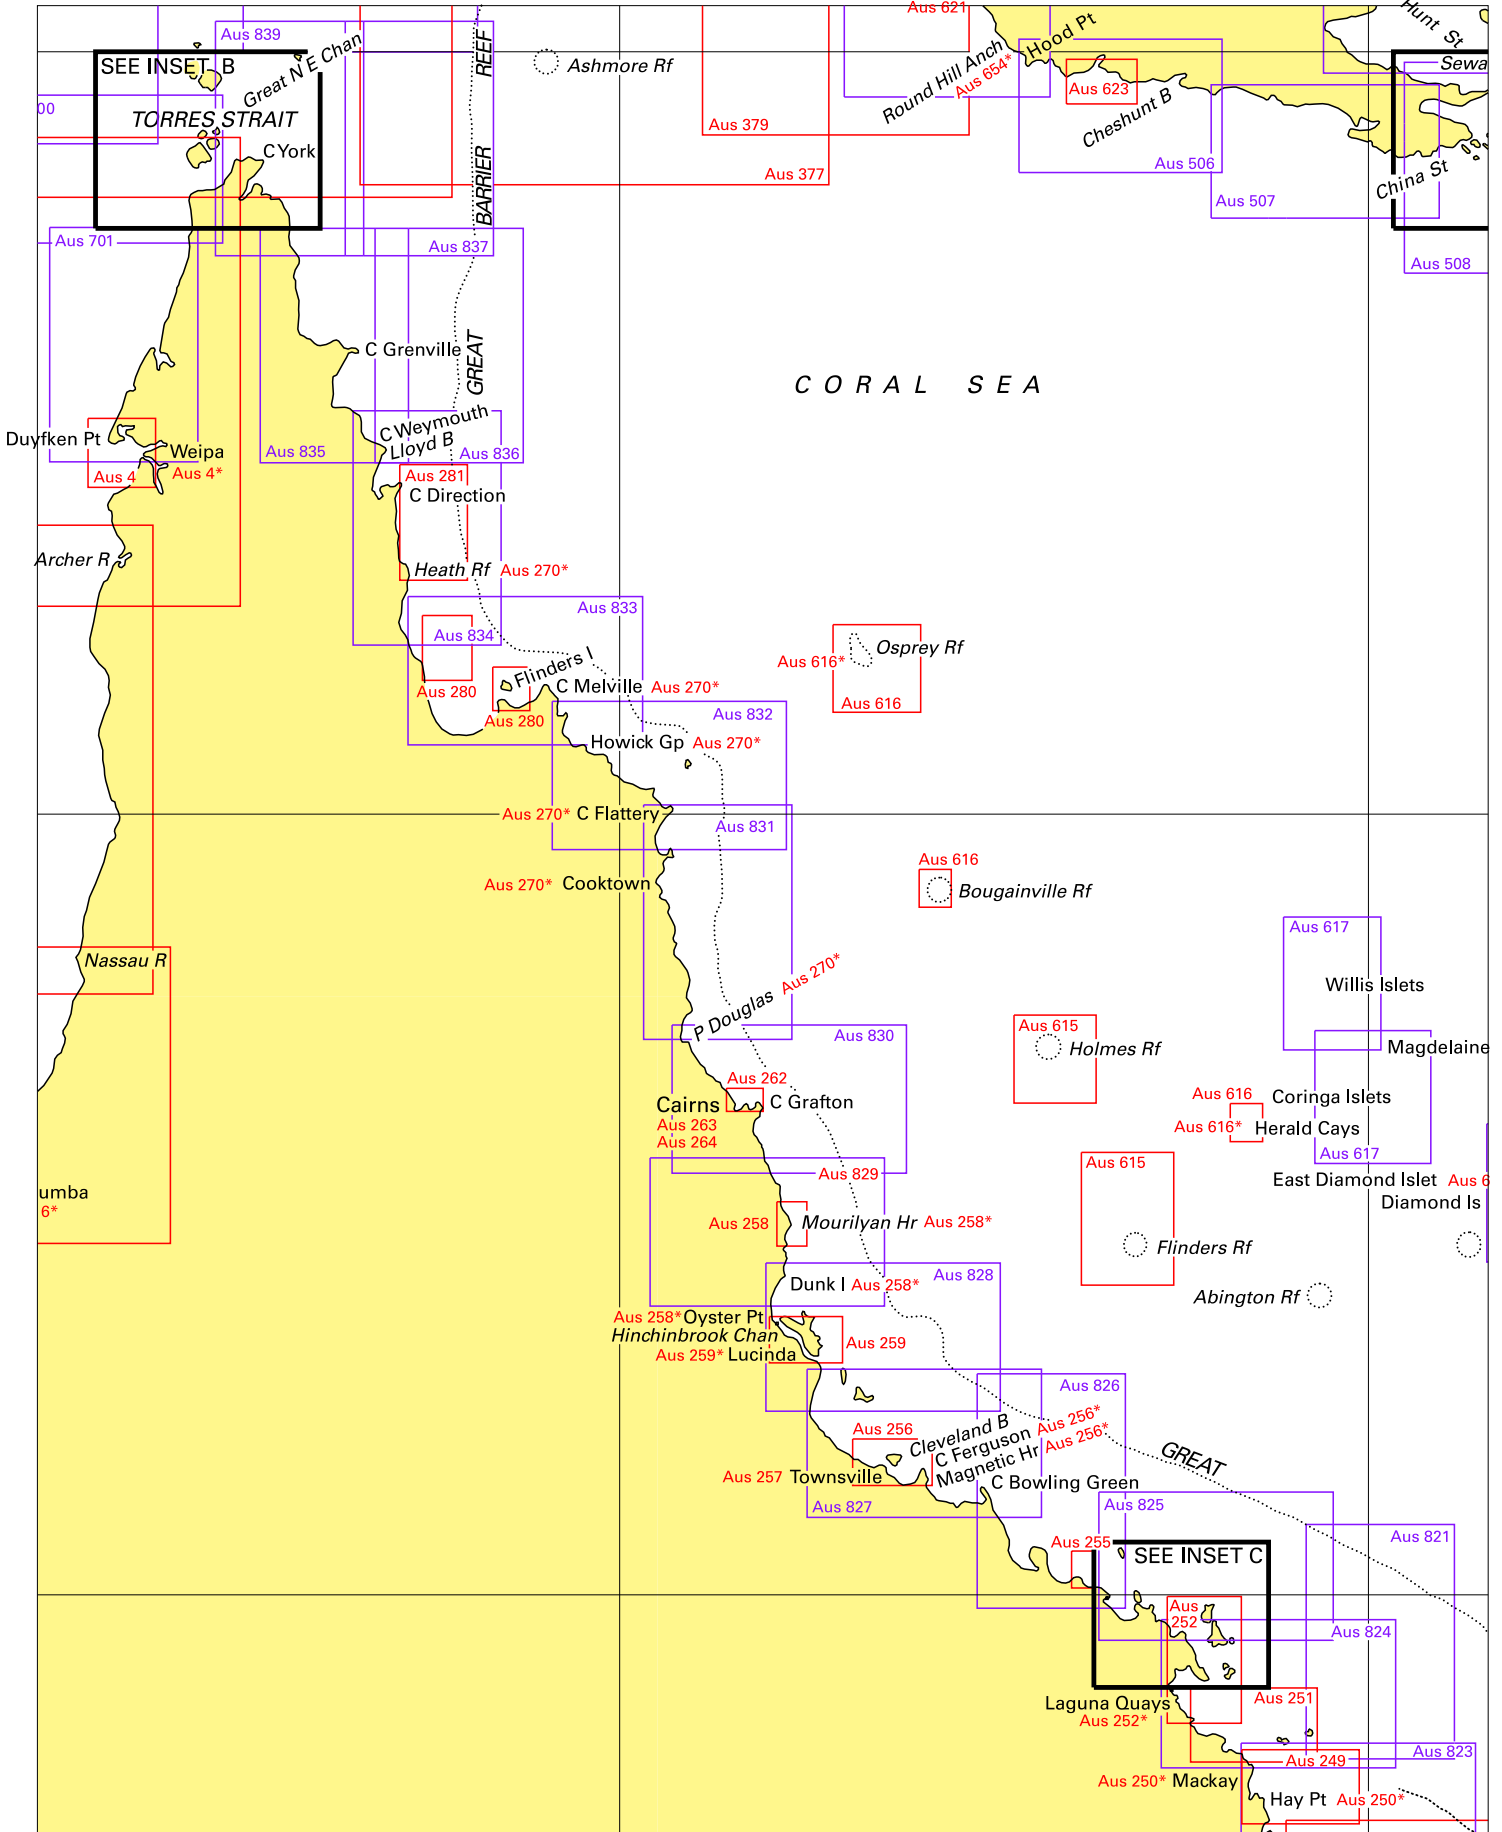 Aus 621
Hunt St
Aus 839
Great N E Chan
REEF
Hood Pt
Round Hill Anch
Aus 654*
SEE INSET B
Ashmore Rf
Sewa
Aus 623
Cheshunt B
00
TORRES STRAIT
Aus 379
C York
BARRIER
Aus 377
Aus 506
China St
Aus 507
Aus 701
Aus 837
Aus 508
C Grenville
GREAT
CORAL SEA
C Weymouth
Lloyd B
Duyfken Pt
Weipa
Aus 835
Aus 836
Aus 4
Aus 4*
Aus 281
C Direction
Archer R
Heath Rf Aus 270*
Aus 833
Aus 834
Osprey Rf
Aus 616*
Flinders I
Aus 280
C Melville Aus 270*
Aus 616
Aus 280
Aus 832
Howick Gp Aus 270*
Aus 270* C Flattery
Aus 831
Aus 616
Aus 270* Cooktown
Bougainville Rf
Aus 617
Nassau R
Aus 270*
Willis Islets
P Douglas
Aus 615
Aus 830
Holmes Rf
Magdelaine
Aus 262
Cairns
C Grafton
Aus 616
Coringa Islets
Aus 263
Aus 616* Herald Cays
Aus 264
Aus 617
Aus 615
Aus 829
East Diamond Islet Aus 6
umba
6*
Diamond Is
Aus 258
Mourilyan Hr Aus 258*
Flinders Rf
Aus 828
Dunk I Aus 258*
Abington Rf
Aus 258* Oyster Pt
Hinchinbrook Chan
Aus 259
Aus 259* Lucinda
Aus 826
Aus 256
Cleveland B
C Ferguson Aus 256*
Magnetic Hr Aus 256*
GREAT
Aus 257 Townsville
C Bowling Green
Aus 827
Aus 825
Aus 821
Aus 255
SEE INSET C
Aus
252
Aus 824
Laguna Quays
Aus 252*
Aus 251
Aus 823
Aus 249
Aus 250* Mackay
Hay Pt Aus 250*